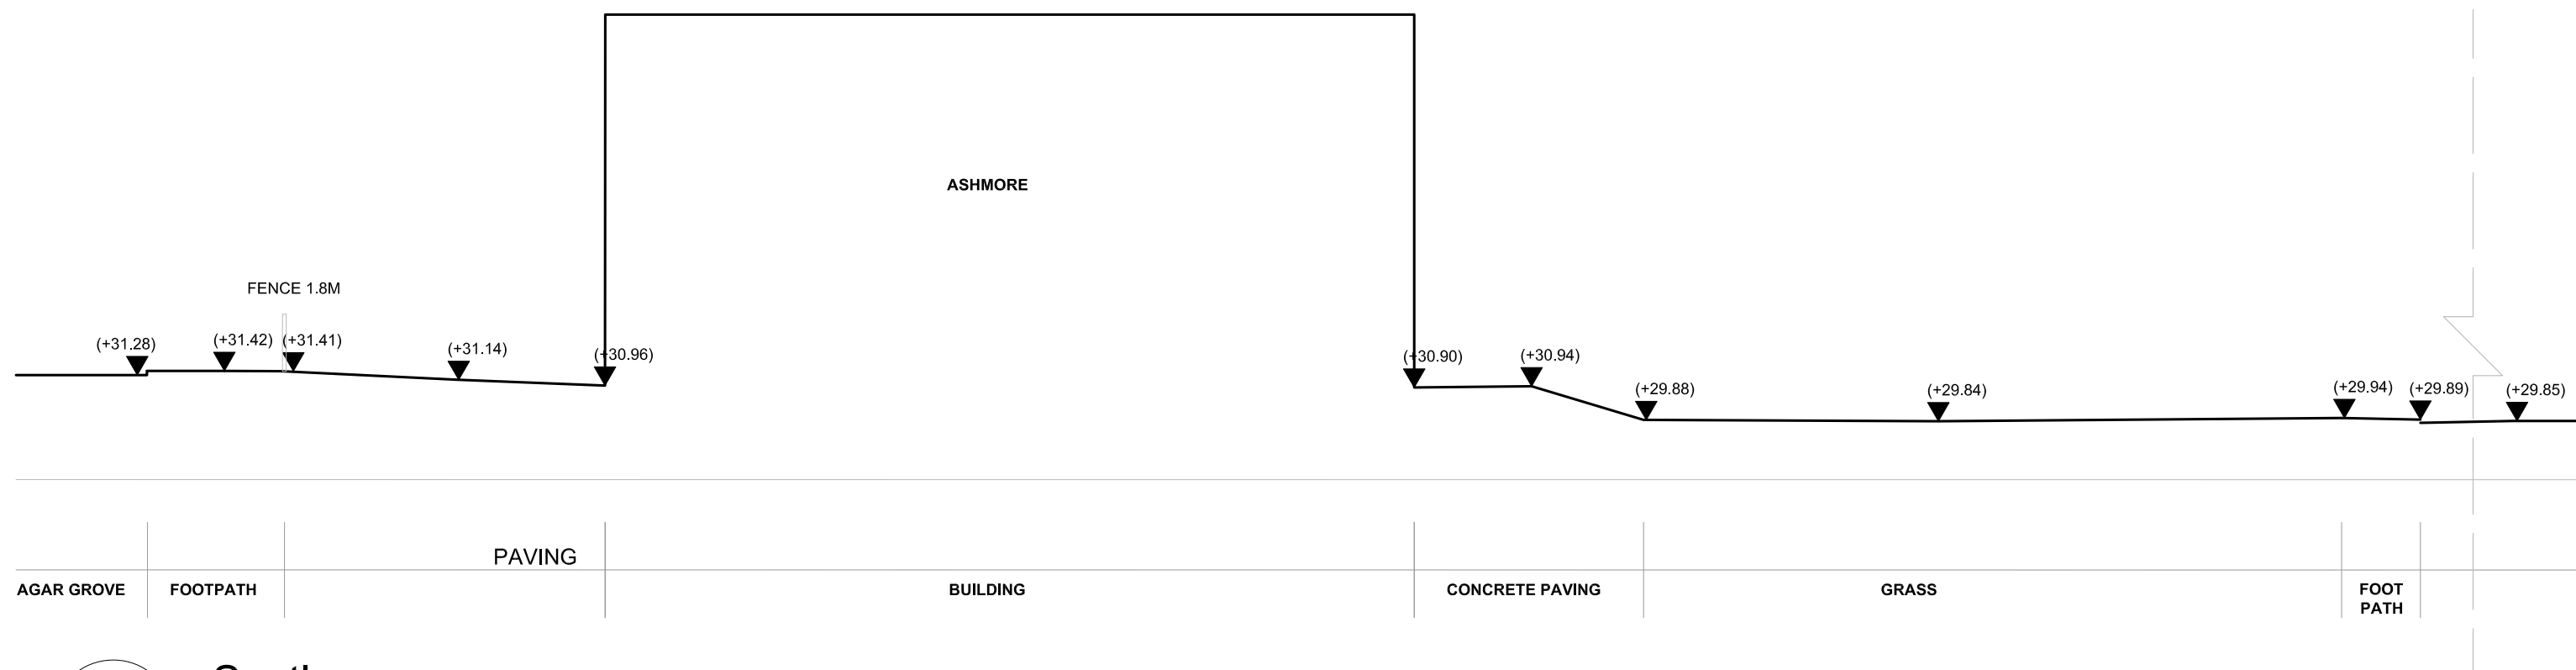 ASHMORE
FENCE 1.8M
(+31.28)
(+31.42)
(+31.41)
(+31.14)
(+30.96)
(+30.90)
(+30.94)
(+29.88)
(+29.84)
(+29.94)
(+29.89)
(+29.85)
PAVING
AGAR GROVE
FOOTPATH
BUILDING
CONCRETE PAVING
GRASS
FOOT
PATH